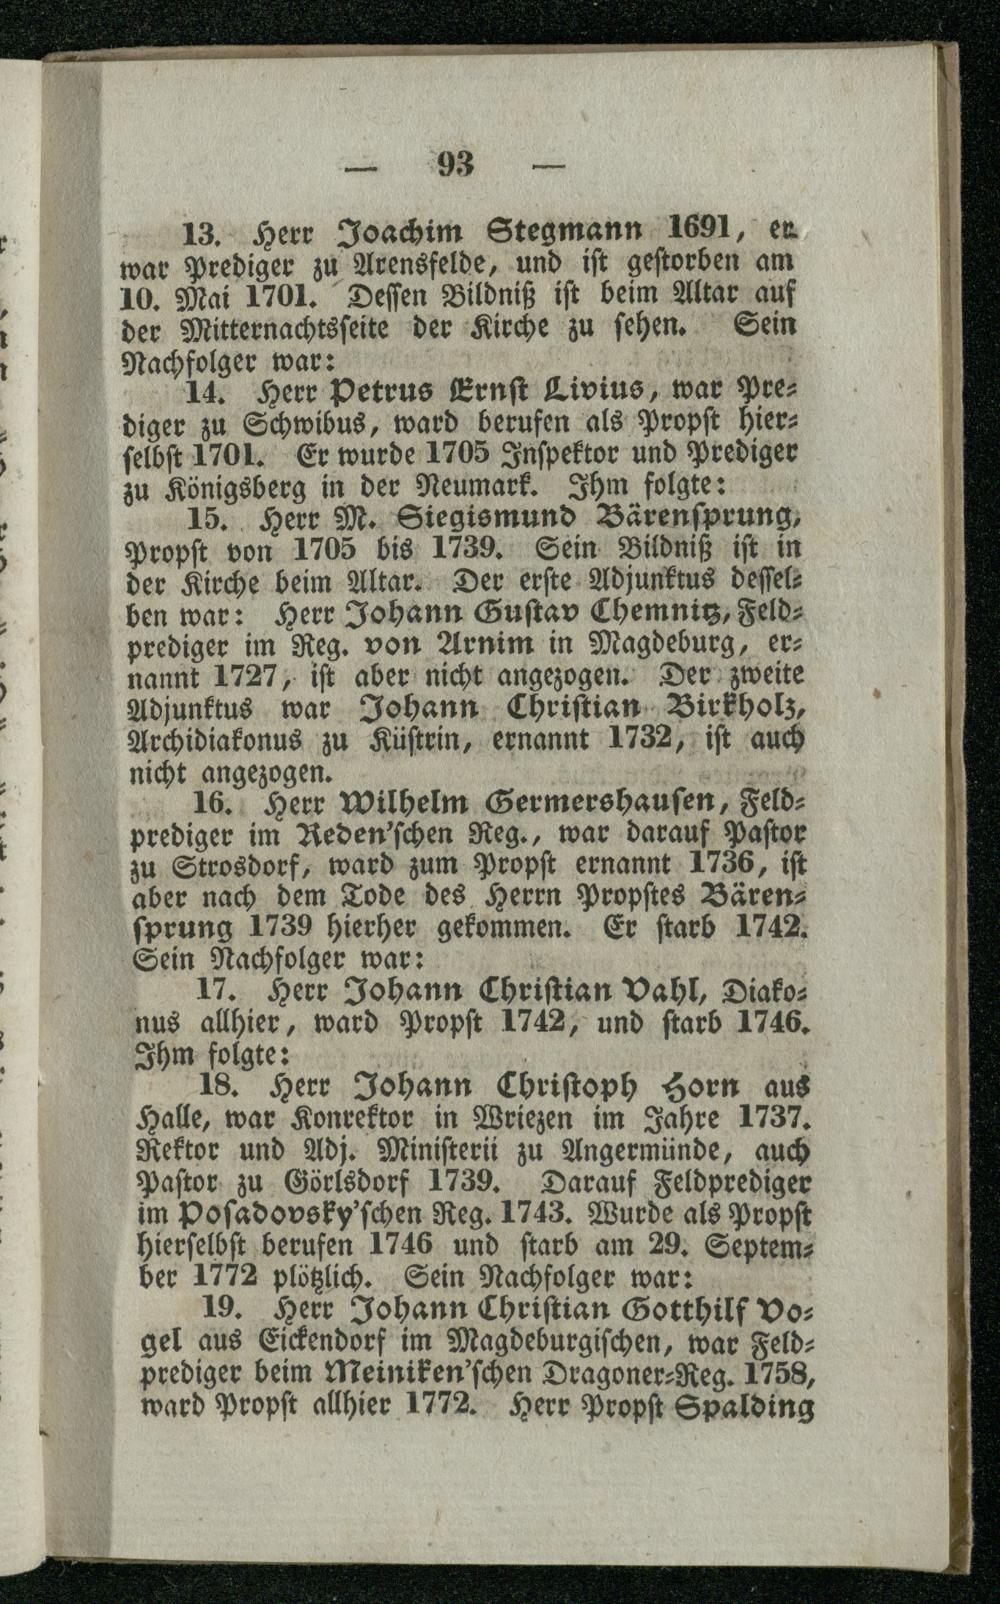 — 93 —
13. Herr Joachim Stegmann 1691, er
war Prediger zu Arensfelde, und ist gestorben am
10. Mai 1701. Dessen Bildniß ist beim Altar auf
der Mitternachtsseite der Kirche zu sehen. Sein
Nachfolger war:
14. Herr Petrus Ernst Livius, war Pre-
diger zu Schwibus, ward berufen als Propst hier-
selbst 1701. Er wurde 1705 Inspektor und Prediger
zu Königsberg in der Neumark. Ihm folgte:
15. Herr M. Siegismund Bärensprung,
Propst von 1705 bis 1739. Sein Bildniß ist in
der Kirche beim Altar. Der erste Adjunktus dessel-
ben war: Herr Johann Gustav Chemnitz, Feld-
prediger im Reg. von Arnim in Magdeburg, er-
nannt 1727, ist aber nicht angezogen. Der zweite
Adjunktus war Johann Christian Birkholz,
Archidiakonus zu Küstrin, ernannt 1732, ist auch
nicht angezogen.
16. Herr Wilhelm Germershausen, Feld-
prediger im Reden'schen Reg., war darauf Pastor
zu Strosdorf, ward zum Propst ernannt 1736, ist
aber nach dem Tode des Herrn Propstes Bären-
sprung 1739 hierher gekommen. Er starb 1742.
Sein Nachfolger war:
17. Herr Johann Christian Vahl, Diako-
nus allhier, ward Propst 1742, und starb 1746.
Ihm folgte:
18. Herr Johann Christoph Horn aus
Halle, war Konrektor in Wriezen im Jahre 1737.
Rektor und Adj. Ministerii zu Angermünde, auch
Pastor zu Görlsdorf 1739. Darauf Feldprediger
im Posadovsky'schen Reg. 1743. Wurde als Propst
hierselbst berufen 1746 und starb am 29. Septem-
ber 1772 plötzlich. Sein Nachfolger war:
19. Herr Johann Christian Gotthilf Vo-
gel aus Eickendorf im Magdeburgischen, war Feld-
prediger beim Meiniken'schen Dragoner-Reg. 1758,
ward Propst allhier 1772. Herr Propst Spalding